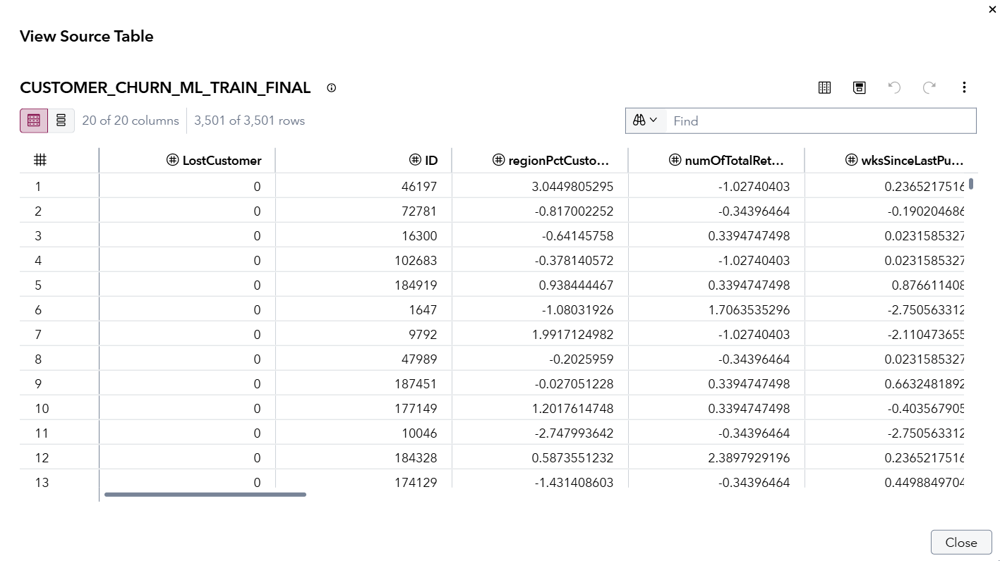 View Source Table
CUSTOMER_CHURN_ML_TRAIN_FINAL
20 of 20 columns 3,501 of 3,501 rows Find
# LostCustomer ID regionPctCusto... numOfTotalRet... wksSinceLastPu...
1 0 46197 3.0449805295 -1.02740403 0.2365217516
2 0 72781 -0.817002252 -0.34396464 -0.190204686
3 0 16300 -0.64145758 0.3394747498 0.0231585327
4 0 102683 -0.378140572 -1.02740403 0.0231585327
5 0 184919 0.938444467 0.3394747498 0.876611408
6 0 1647 -1.08031926 1.7063535296 -2.750563312
7 0 9792 1.9917124982 -1.02740403 -2.110473655
8 0 47989 -0.2025959 -0.34396464 0.0231585327
9 0 187451 -0.027051228 0.3394747498 0.6632481892
10 0 177149 1.2017614748 0.3394747498 -0.403567905
11 0 10046 -2.747993642 -0.34396464 -2.750563312
12 0 184328 0.5873551232 2.3897929196 0.2365217516
13 0 174129 -1.431408603 -0.34396464 0.4498849704
Close